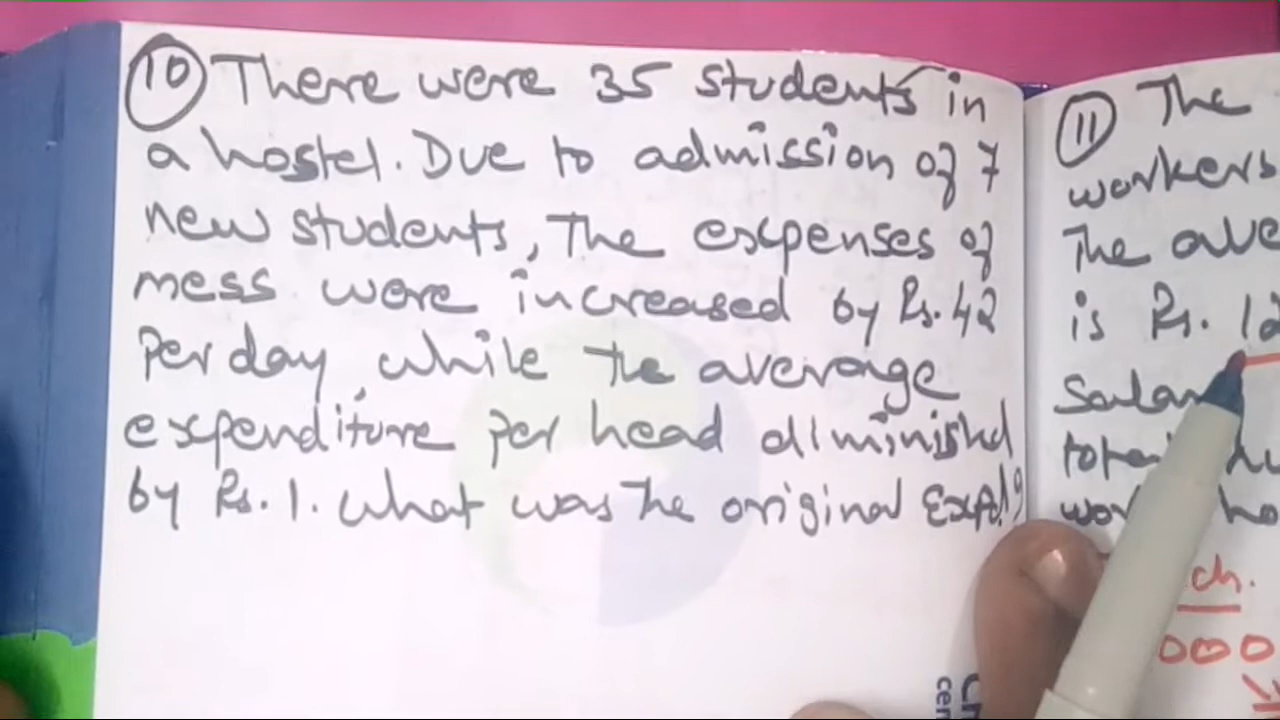 10 There were 35 students in
a hostel. Due to admission of 7
new students, The expenses of
mess were increased by Rs. 42
Per day, while the average
expenditure per head diminished
by Rs. 1. What was the original Expd?
11 The
workers
The ave
is Rs. 12
Salar
tota
wor
ch.
000